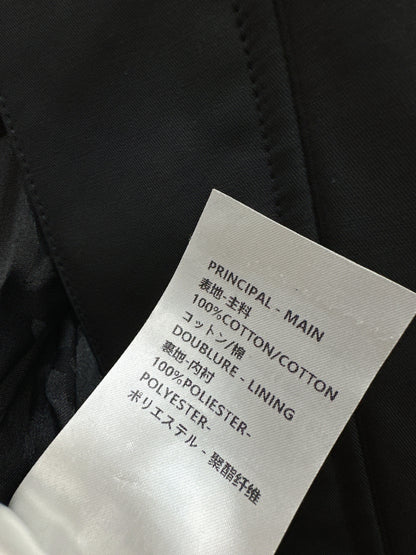 PRINCIPAL - MAIN
表地-主料
100%COTTON/COTTON
コットン/棉
DOUBLURE - LINING
裏地-内衬
100%POLIESTER-
POLYESTER-
ポリエステル - 聚酯纤维